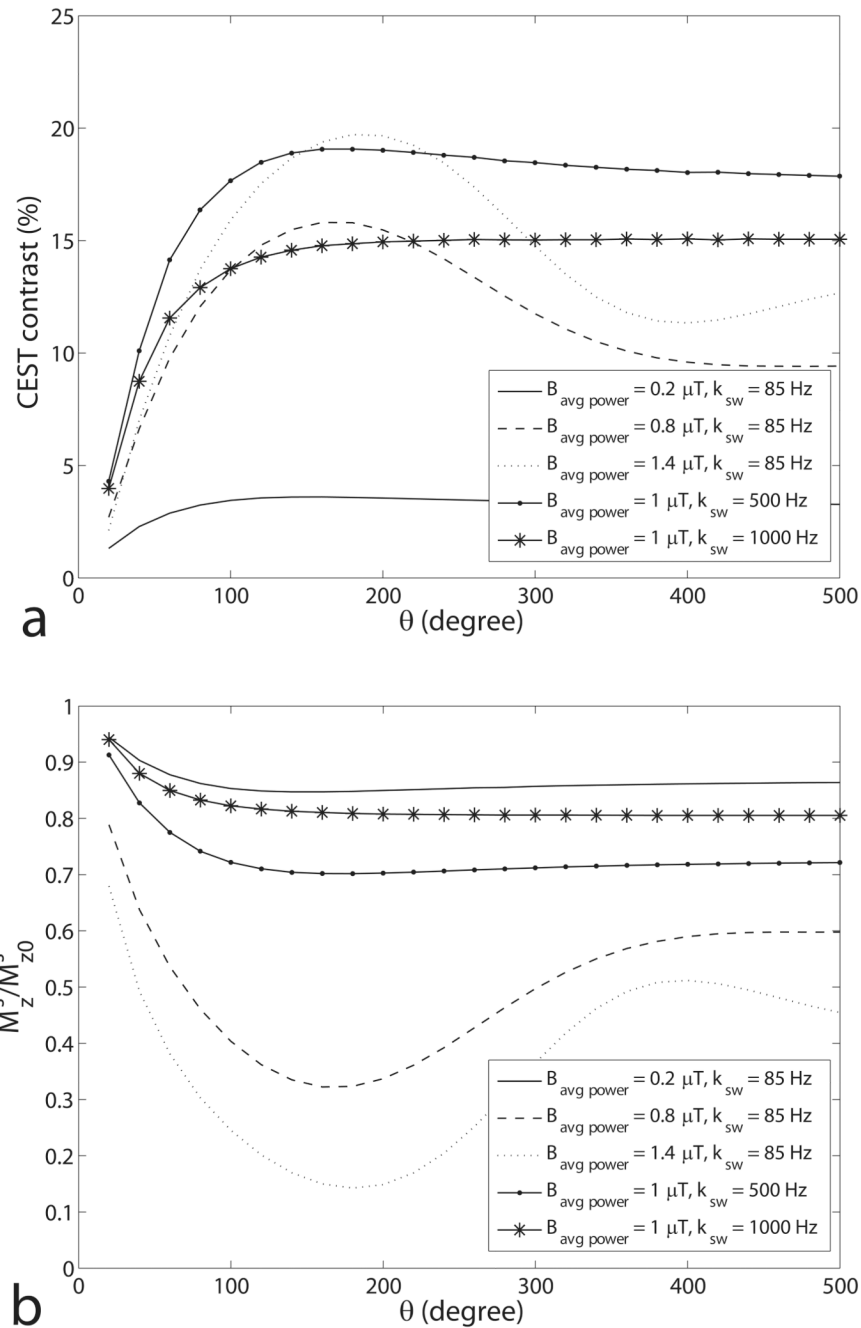 25
20
15
10
5
0
CEST contrast (%)
B avg power = 0.2 μT, k sw = 85 Hz
B avg power = 0.8 μT, k sw = 85 Hz
B avg power = 1.4 μT, k sw = 85 Hz
B avg power = 1 μT, k sw = 500 Hz
B avg power = 1 μT, k sw = 1000 Hz
0 100 200 300 400 500
θ (degree)
a
1
0.9
0.8
0.7
0.6
0.5
0.4
0.3
0.2
0.1
0
M_z^s/M_z0^s
B avg power = 0.2 μT, k sw = 85 Hz
B avg power = 0.8 μT, k sw = 85 Hz
B avg power = 1.4 μT, k sw = 85 Hz
B avg power = 1 μT, k sw = 500 Hz
B avg power = 1 μT, k sw = 1000 Hz
0 100 200 300 400 500
θ (degree)
b